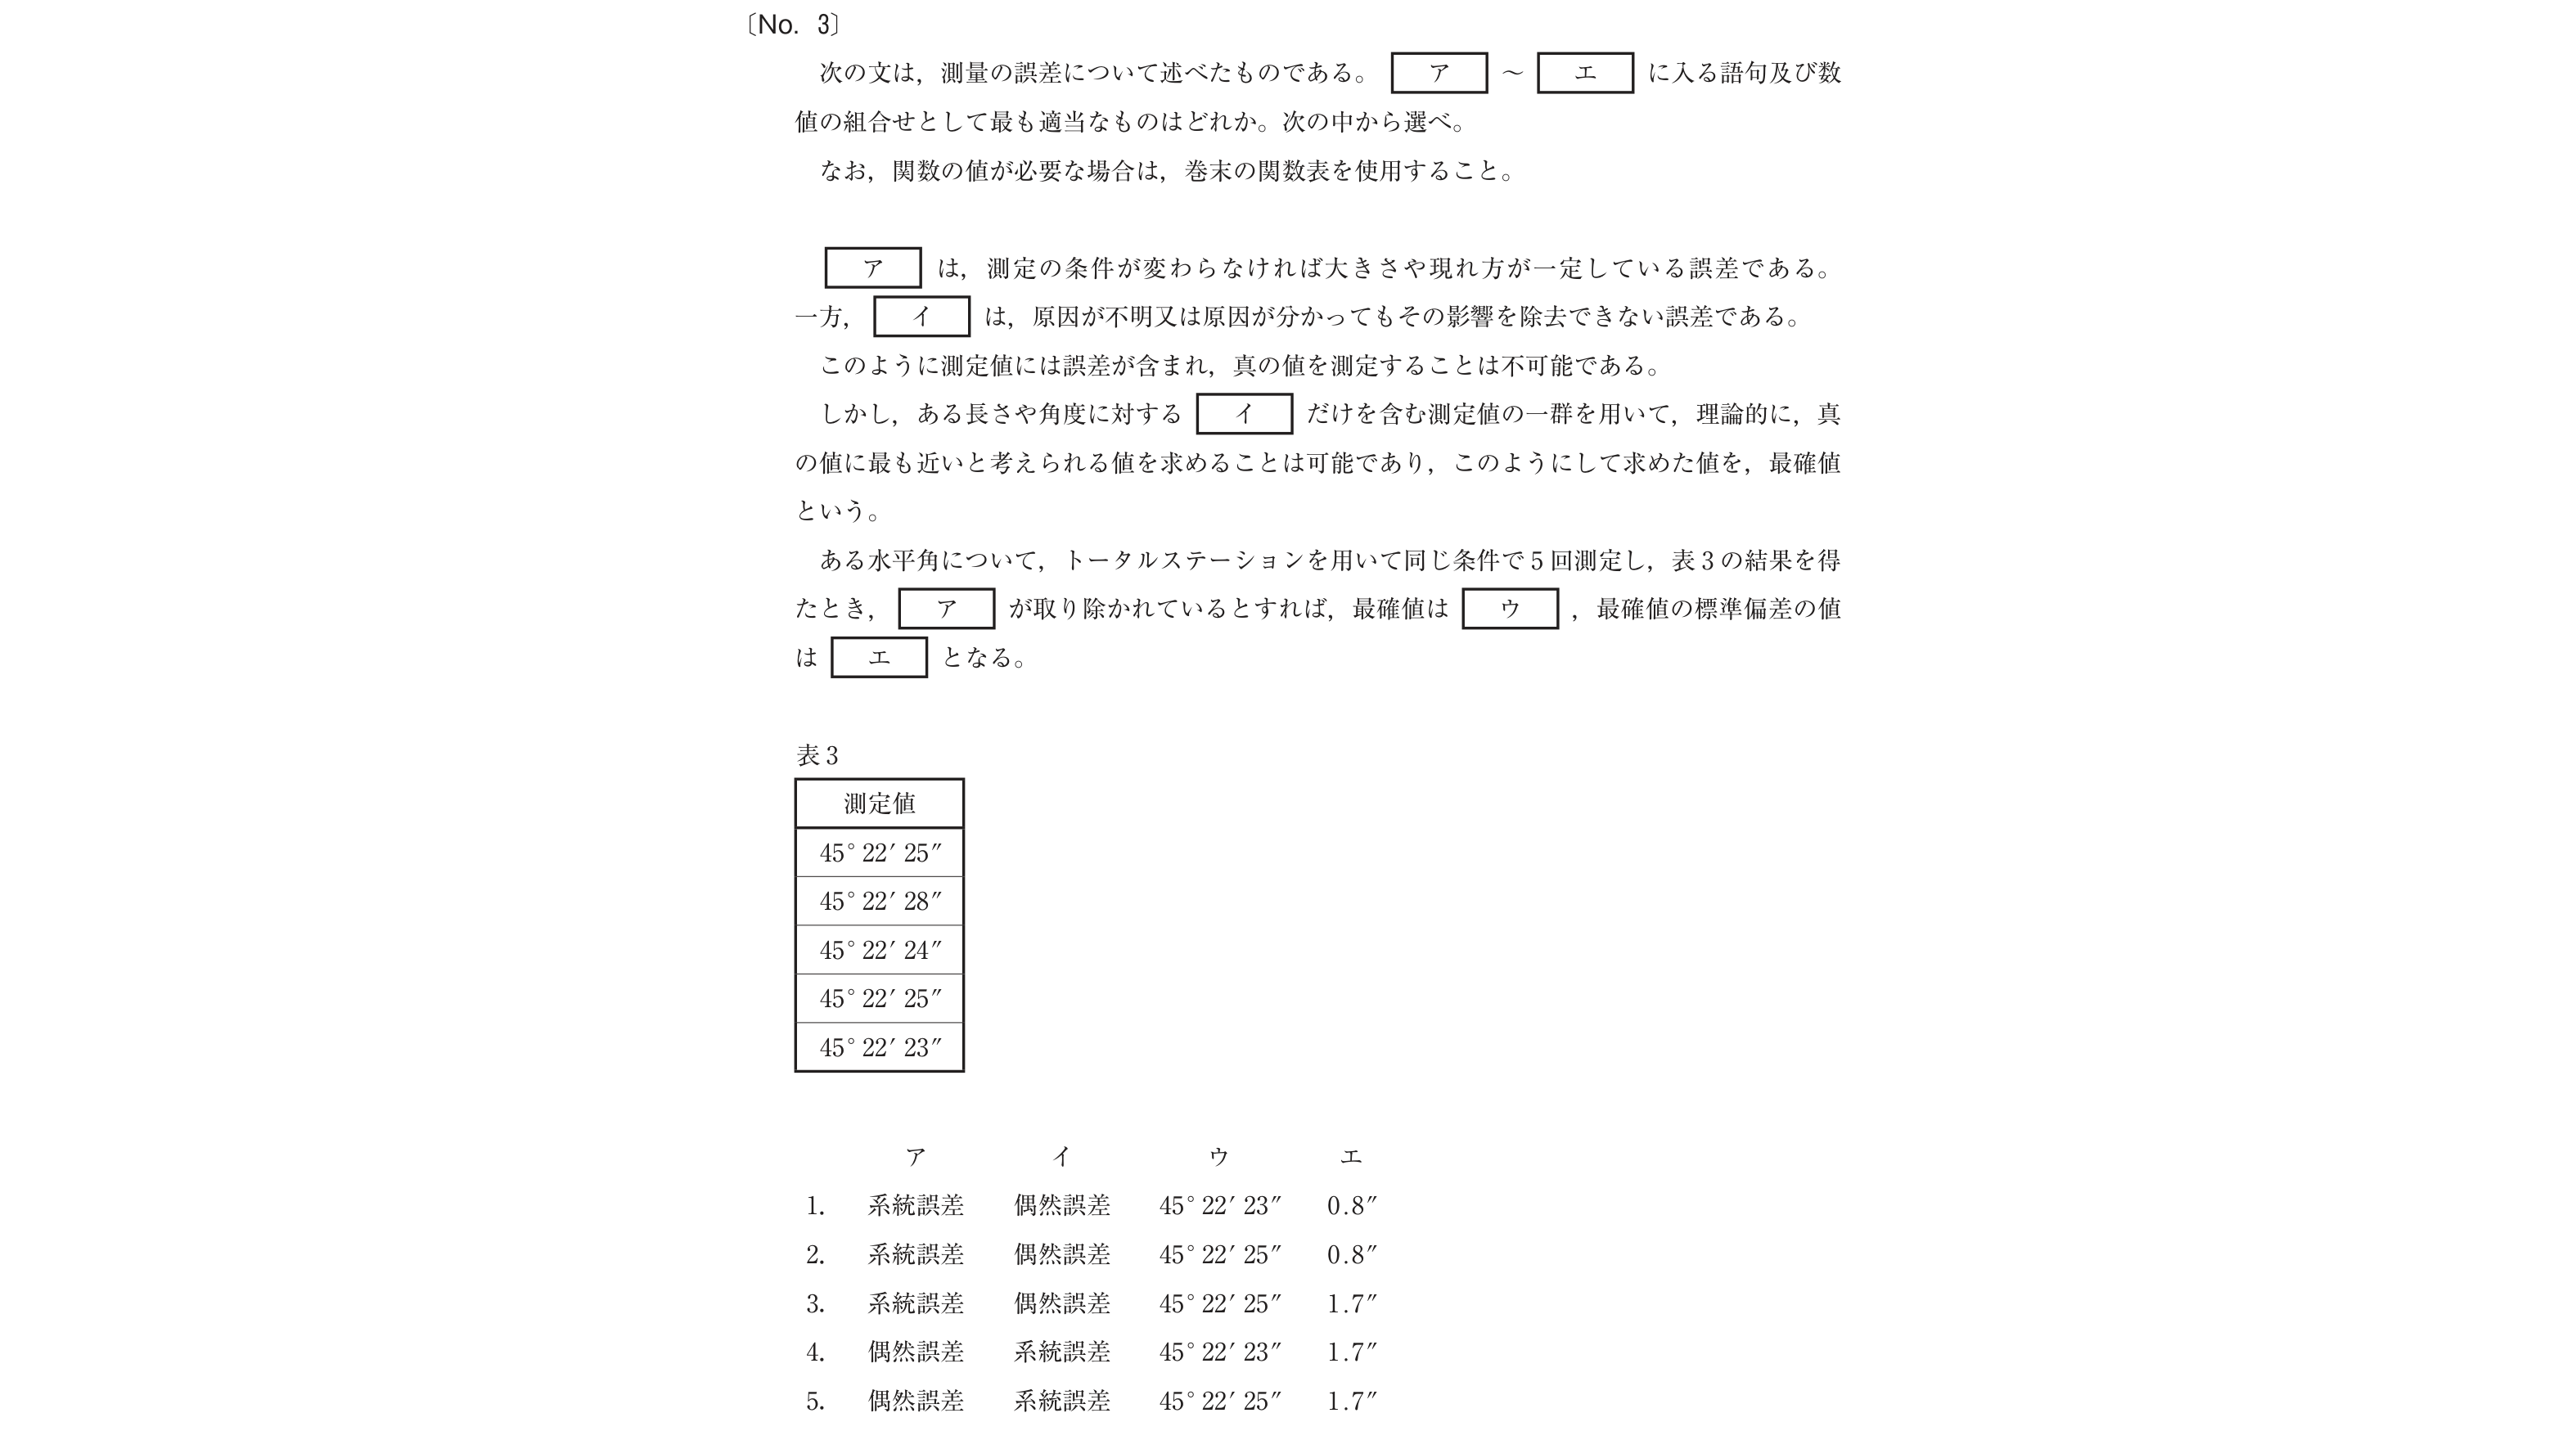 〔No. 3〕
次の文は，測量の誤差について述べたものである。 ア ～ エ に入る語句及び数
値の組合せとして最も適当なものはどれか。次の中から選べ。
なお，関数の値が必要な場合は，巻末の関数表を使用すること。
ア は，測定の条件が変わらなければ大きさや現れ方が一定している誤差である。
一方， イ は，原因が不明又は原因が分かってもその影響を除去できない誤差である。
このように測定値には誤差が含まれ，真の値を測定することは不可能である。
しかし，ある長さや角度に対する イ だけを含む測定値の一群を用いて，理論的に，真
の値に最も近いと考えられる値を求めることは可能であり，このようにして求めた値を，最確値
という。
ある水平角について，トータルステーションを用いて同じ条件で 5 回測定し，表 3 の結果を得
たとき， ア が取り除かれているとすれば，最確値は ウ ，最確値の標準偏差の値
は エ となる。
表 3
測定値
45° 22′ 25″
45° 22′ 28″
45° 22′ 24″
45° 22′ 25″
45° 22′ 23″
ア イ ウ エ
1. 系統誤差 偶然誤差 45° 22′ 23″ 0.8″
2. 系統誤差 偶然誤差 45° 22′ 25″ 0.8″
3. 系統誤差 偶然誤差 45° 22′ 25″ 1.7″
4. 偶然誤差 系統誤差 45° 22′ 23″ 1.7″
5. 偶然誤差 系統誤差 45° 22′ 25″ 1.7″